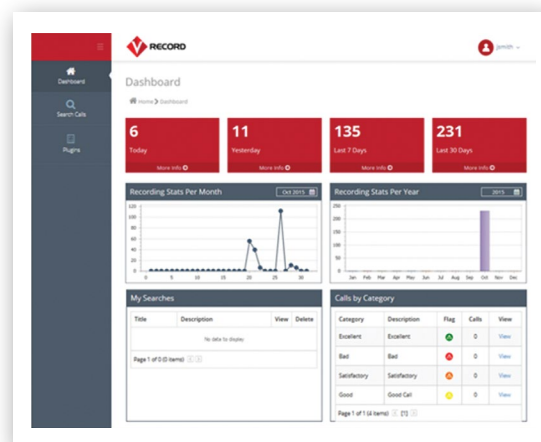 V RECORD
jsmith
Dashboard
Search Calls
Plugins
Dashboard
Home > Dashboard
6
Today
More info
11
Yesterday
More info
135
Last 7 Days
More info
231
Last 30 Days
More info
Recording Stats Per Month
Oct 2015
120
100
80
60
40
20
0
0 5 10 15 20 25 30
Recording Stats Per Year
2015
250
200
150
100
50
0
Jan Feb Mar Apr May Jun Jul Aug Sep Oct Nov Dec
My Searches
Title Description View Delete
No data to display
Page 1 of 0 (0 items)
Calls by Category
Category Description Flag Calls View
Excellent Excellent 0 View
Bad Bad 0 View
Satisfactory Satisfactory 0 View
Good Good Call 0 View
Page 1 of 1 (4 items) [1]